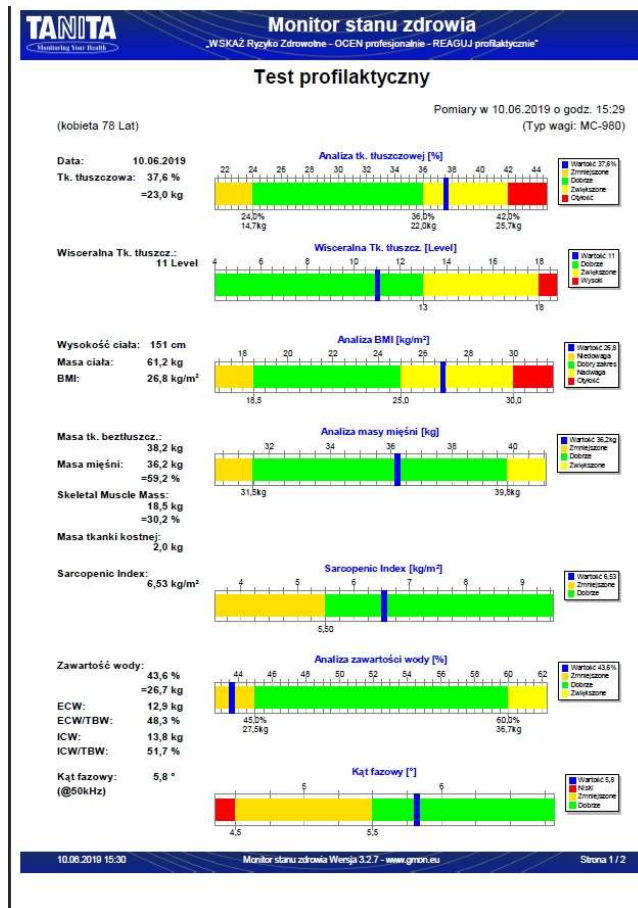 TANITA
Monitoring Your Health
Monitor stanu zdrowia
„WSKAŻ Ryzyko Zdrowotne - OCEN profesjonalnie - REAGUJ profilaktycznie"
Test profilaktyczny
Pomiary w 10.06.2019 o godz. 15:29
(kobieta 78 Lat)
(Typ wagi: MC-980)
Data: 10.06.2019
Tk. tłuszczowa: 37,6 %
=23,0 kg
Analiza tk. tłuszczowej [%]
22 24 26 28 30 32 34 36 38 40 42 44
24,0% 36,0% 42,0%
14,7kg 22,0kg 25,7kg
Wartość 37,6%
Zmniejszone
Dobrze
Zwiększone
Otyłość
Wisceralna Tk. tłuszcz.:
11 Level
Wisceralna Tk. tłuszcz. [Level]
4 6 8 10 12 14 16 18
13 18
Wartość 11
Dobrze
Zwiększone
Wysoki
Wysokość ciała: 151 cm
Masa ciała: 61,2 kg
BMI: 26,8 kg/m²
Analiza BMI [kg/m²]
18 20 22 24 26 28 30
18,5 25,0 30,0
Wartość 26,8
Niedowaga
Dobry zakres
Nadwaga
Otyłość
Masa tk. beztłuszcz.:
38,2 kg
Masa mięśni: 36,2 kg
=59,2 %
Skeletal Muscle Mass:
18,5 kg
=30,2 %
Masa tkanki kostnej:
2,0 kg
Analiza masy mięśni [kg]
32 34 36 38 40
31,5kg 39,8kg
Wartość 36,2kg
Zmniejszone
Dobrze
Zwiększone
Sarcopenic Index:
6,53 kg/m²
Sarcopenic Index [kg/m²]
4 5 6 7 8 9
5,50
Wartość 6,53
Zmniejszone
Dobrze
Zawartość wody:
43,6 %
=26,7 kg
ECW: 12,9 kg
ECW/TBW: 48,3 %
ICW: 13,8 kg
ICW/TBW: 51,7 %
Analiza zawartości wody [%]
44 46 48 50 52 54 56 58 60 62
45,0% 60,0%
27,5kg 36,7kg
Wartość 43,6%
Zmniejszone
Dobrze
Zwiększone
Kąt fazowy: 5,8 °
(@50kHz)
Kąt fazowy [°]
5 6
4,5 5,5
Wartość 5,8
Niski
Zmniejszone
Dobrze
10.06.2019 15:30
Monitor stanu zdrowia Wersja 3.2.7 - www.gmon.eu
Strona 1 / 2